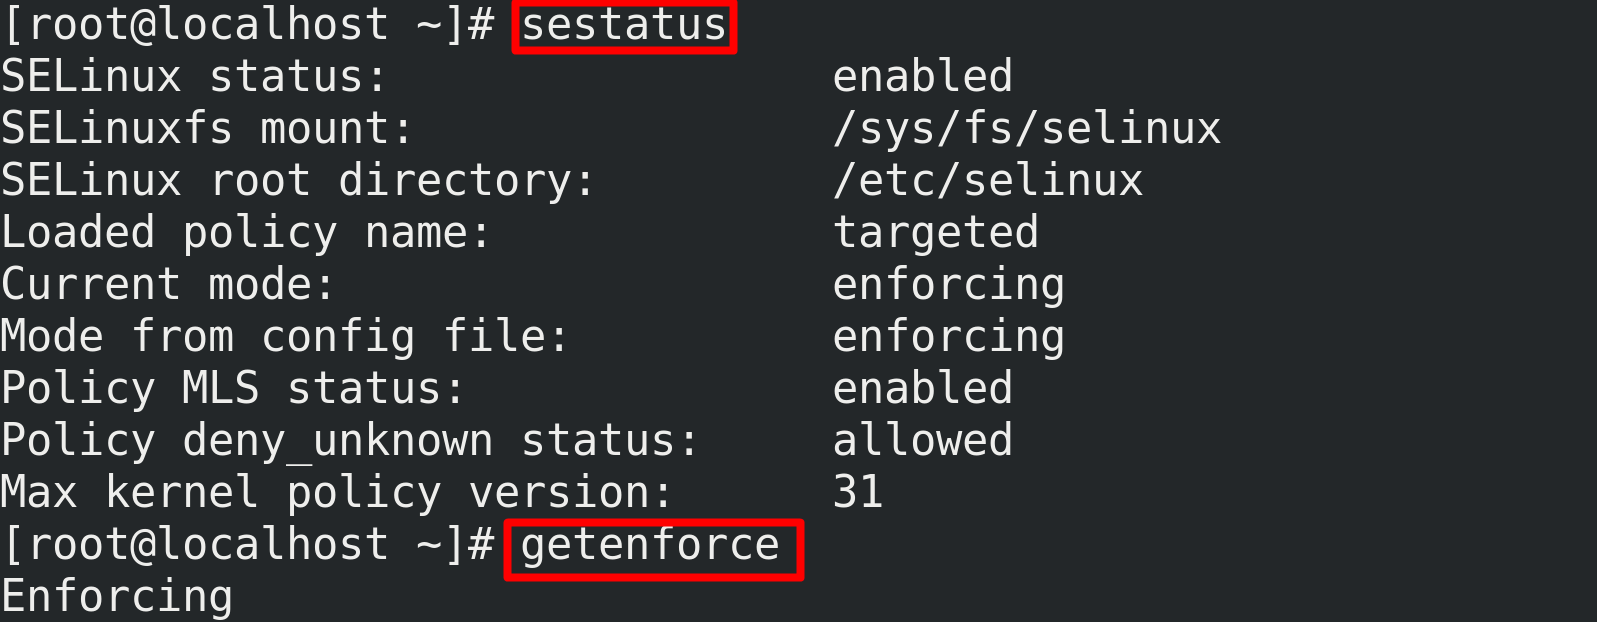 [root@localhost ~]# sestatus
SELinux status:                 enabled
SELinuxfs mount:                /sys/fs/selinux
SELinux root directory:         /etc/selinux
Loaded policy name:             targeted
Current mode:                   enforcing
Mode from config file:          enforcing
Policy MLS status:              enabled
Policy deny_unknown status:     allowed
Max kernel policy version:      31
[root@localhost ~]# getenforce
Enforcing